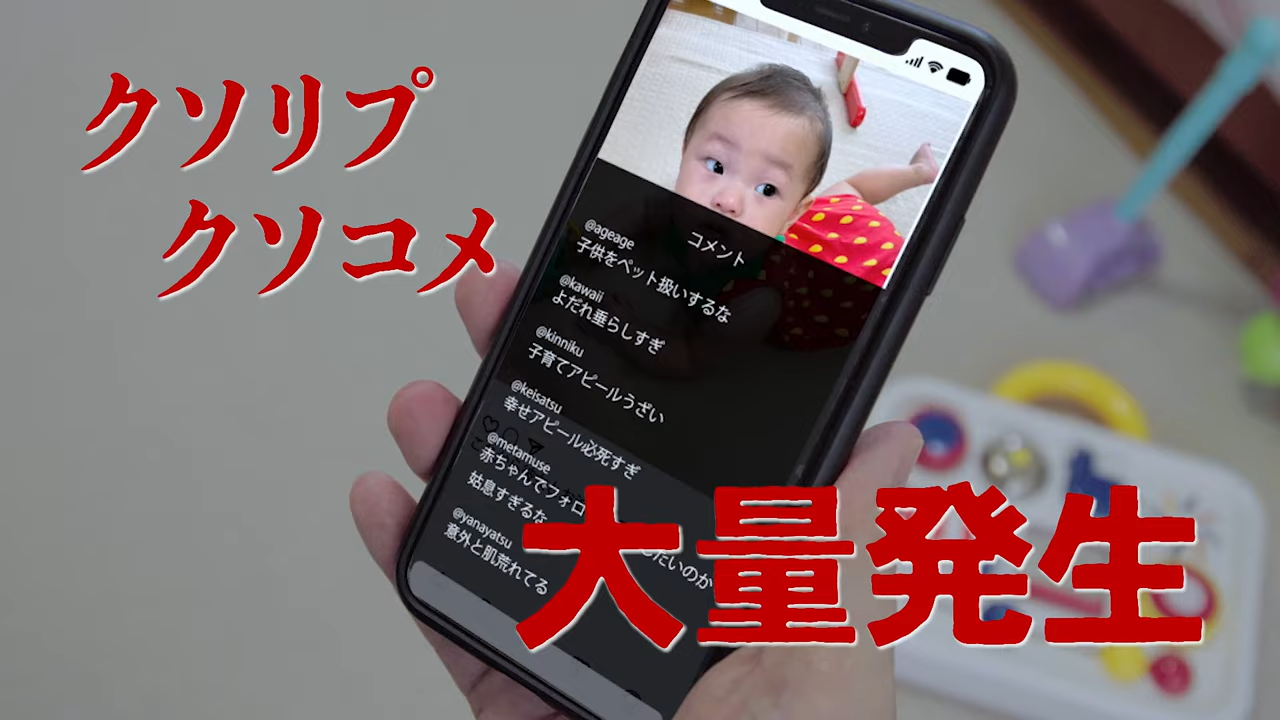 クソリプ
クソコメ
コメント
@ageage
子供をペット扱いするな
@kawaii
よだれ垂らしすぎ
@kinniku
子育てアピールうざい
@keisatsu
幸せアピール必死すぎ
@metamuse
赤ちゃんでフォロ
たいのか
姑息すぎるな
@yanayatsu
意外と肌荒れてる
大量発生